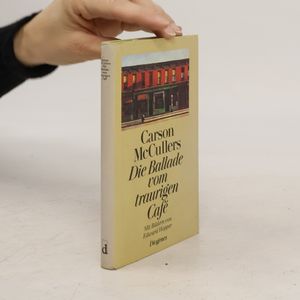 Carson
McCullers
Die Ballade
vom
traurigen
Café
Mit Bildern von
Edward Hopper
Diogenes
d